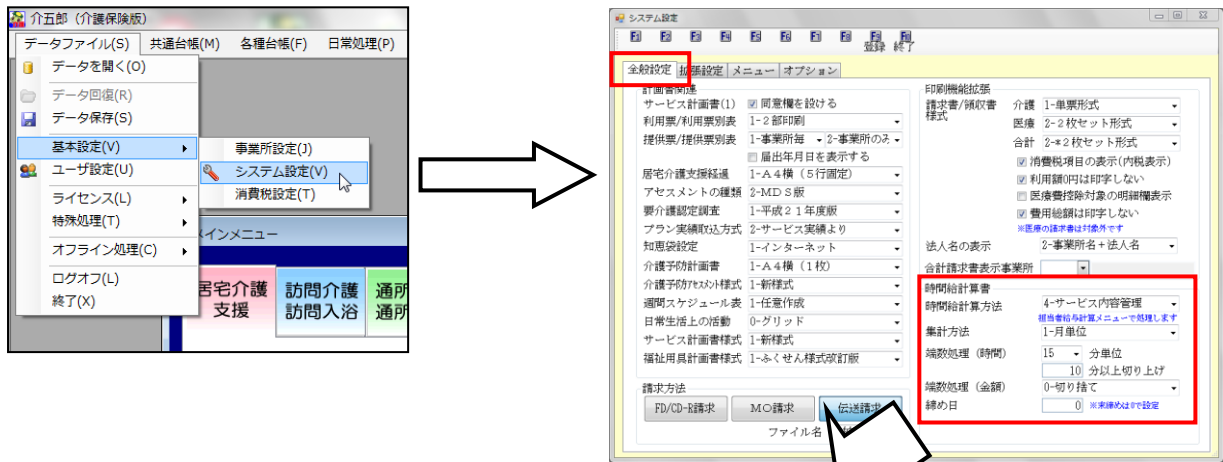 介五郎（介護保険版）
データファイル(S) 共通台帳(M) 各種台帳(F) 日常処理(P)
データを開く(O)
データ回復(R)
データ保存(S)
基本設定(V)
ユーザ設定(U)
ライセンス(L)
特殊処理(T)
オフライン処理(C)
ログオフ(L)
終了(X)
事業所設定(J)
システム設定(V)
消費税設定(T)
メインメニュー
居宅介護
支援
訪問介護
訪問入浴
通所
通所
システム設定
F1 F2 F3 F4 F5 F6 F7 F8 F9 登録 終了
全般設定 拡張設定 メニュー オプション
計画書関連
サービス計画書(1) 同意欄を設ける
利用票/利用票別表 1-2部印刷
提供票/提供票別表 1-事業所毎 2-事業所のみ
届出年月日を表示する
居宅介護支援経過 1-A4横（5行固定）
アセスメントの種類 2-MDS版
要介護認定調査 1-平成21年度版
プラン実績取込方式 2-サービス実績より
知恵袋設定 1-インターネット
介護予防計画書 1-A4横（1枚）
介護予防アセスメント様式 1-新様式
週間スケジュール表 1-任意作成
日常生活上の活動 0-グリッド
サービス計画書様式 1-新様式
福祉用具計画書様式 1-ふくせん様式改訂版
請求方法
FD/CD-R請求 MO請求 伝送請求
ファイル名
印刷機能拡張
請求書/領収書 介護 1-単票形式
様式 医療 2-2枚セット形式
合計 2-*2枚セット形式
消費税項目の表示(内税表示)
利用額0円は印字しない
医療費控除対象の明細欄表示
費用総額は印字しない
※医療の請求書は対象外です
法人名の表示 2-事業所名+法人名
合計請求書表示事業所
時間給計算書
時間給計算方法 4-サービス内容管理
担当者給与計算メニューで処理します
集計方法 1-月単位
端数処理（時間） 15 分単位
10 分以上切り上げ
端数処理（金額） 0-切り捨て
締め日 0 ※末締めは0で設定